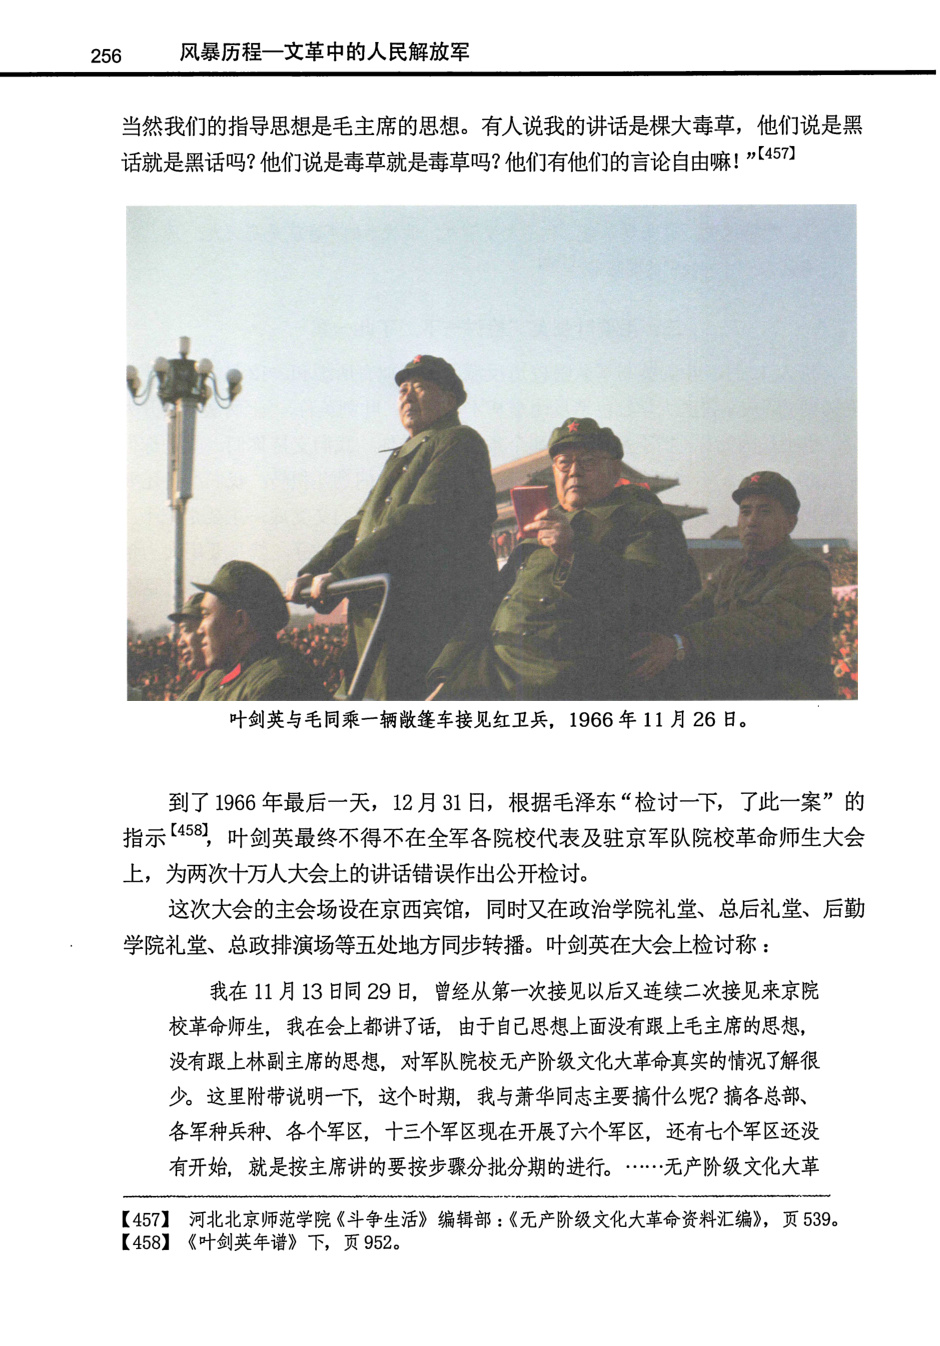 256 风暴历程—文革中的人民解放军
当然我们的指导思想是毛主席的思想。有人说我的讲话是棵大毒草，他们说是黑
话就是黑话吗？他们说是毒草就是毒草吗？他们有他们的言论自由嘛！”【457】
叶剑英与毛同乘一辆敞篷车接见红卫兵，1966年11月26日。
到了1966年最后一天，12月31日，根据毛泽东“检讨一下，了此一案”的
指示【458】，叶剑英最终不得不在全军各院校代表及驻京军队院校革命师生大会
上，为两次十万人大会上的讲话错误作出公开检讨。
这次大会的主会场设在京西宾馆，同时又在政治学院礼堂、总后礼堂、后勤
学院礼堂、总政排演场等五处地方同步转播。叶剑英在大会上检讨称：
我在11月13日同29日，曾经从第一次接见以后又连续二次接见来京院
校革命师生，我在会上都讲了话，由于自己思想上面没有跟上毛主席的思想，
没有跟上林副主席的思想，对军队院校无产阶级文化大革命真实的情况了解很
少。这里附带说明一下，这个时期，我与萧华同志主要搞什么呢？搞各总部、
各军种兵种、各个军区，十三个军区现在开展了六个军区，还有七个军区还没
有开始，就是按主席讲的要按步骤分批分期的进行。……无产阶级文化大革
【457】 河北北京师范学院《斗争生活》编辑部：《无产阶级文化大革命资料汇编》，页539。
【458】 《叶剑英年谱》下，页952。